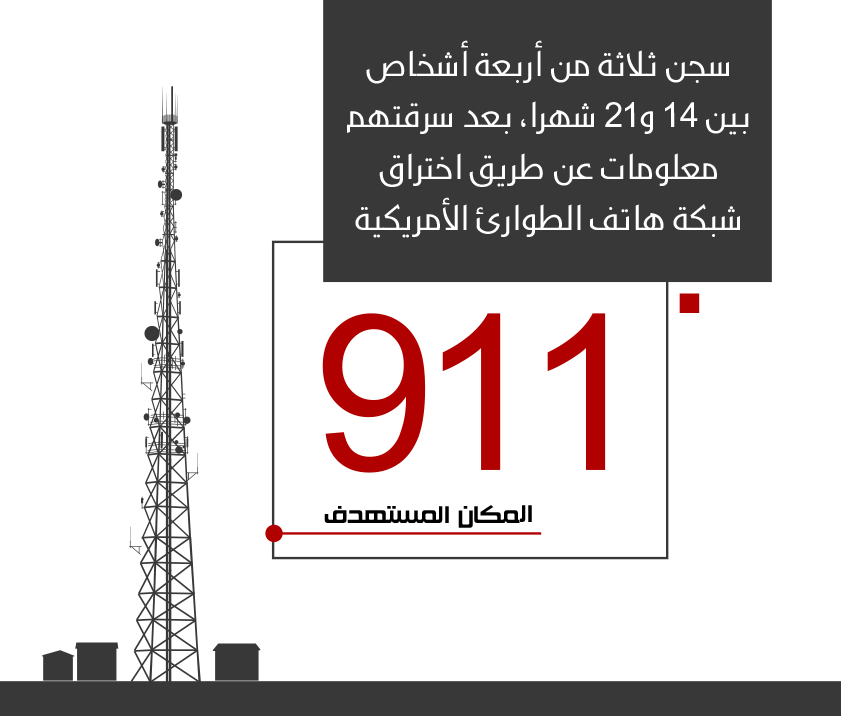 سجن ثلاثة من أربعة أشخاص
بين 14 و21 شهرا، بعد سرقتهم
معلومات عن طريق اختراق
شبكة هاتف الطوارئ الأمريكية
911
المكان المستهدف